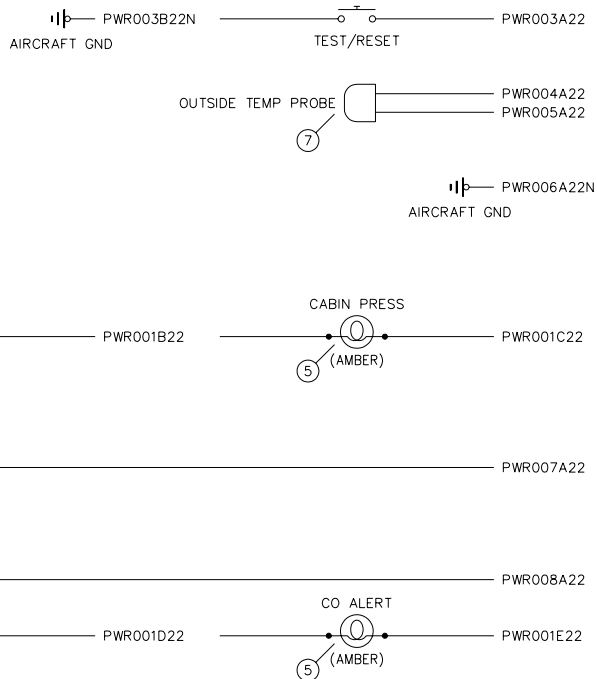 PWR003B22N
PWR003A22
AIRCRAFT GND
TEST/RESET
OUTSIDE TEMP PROBE
PWR004A22
PWR005A22
7
PWR006A22N
AIRCRAFT GND
CABIN PRESS
PWR001B22
PWR001C22
(AMBER)
5
PWR007A22
PWR008A22
CO ALERT
PWR001D22
PWR001E22
(AMBER)
5